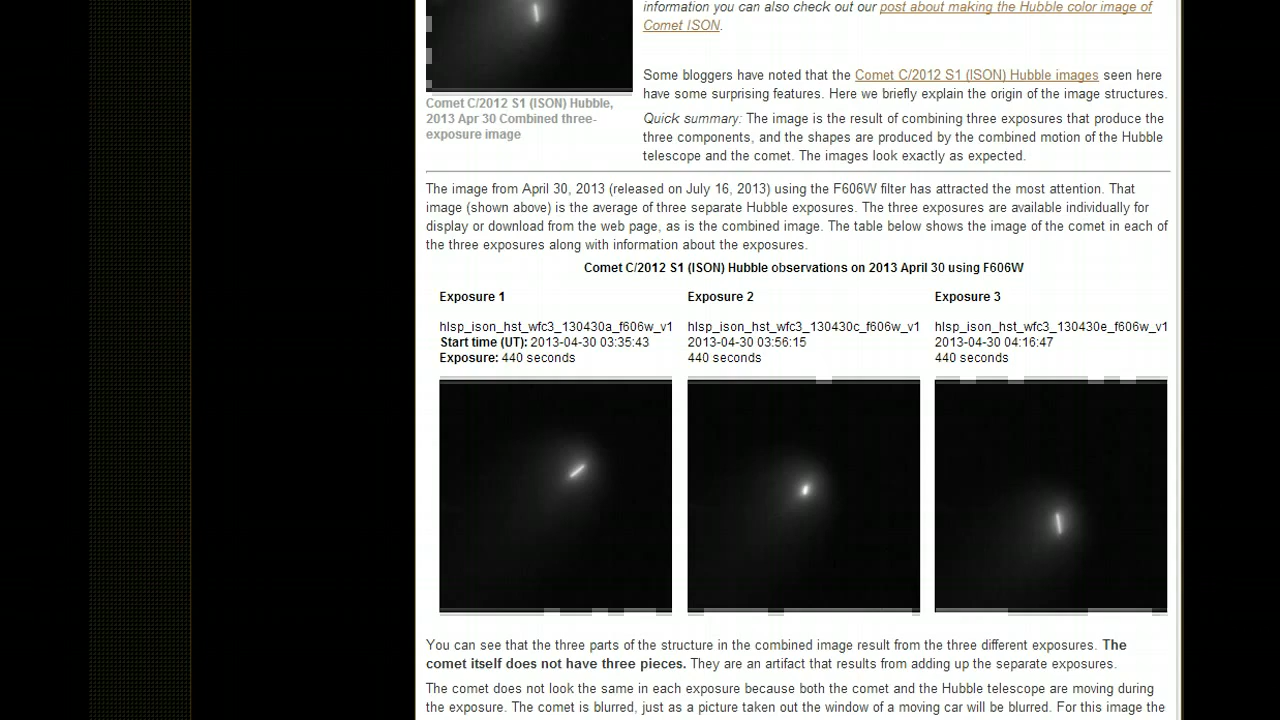 information you can also check out our post about making the Hubble color image of
Comet ISON.
Some bloggers have noted that the Comet C/2012 S1 (ISON) Hubble images seen here
have some surprising features. Here we briefly explain the origin of the image structures.
Comet C/2012 S1 (ISON) Hubble,
2013 Apr 30 Combined three-
exposure image
Quick summary: The image is the result of combining three exposures that produce the
three components, and the shapes are produced by the combined motion of the Hubble
telescope and the comet. The images look exactly as expected.
The image from April 30, 2013 (released on July 16, 2013) using the F606W filter has attracted the most attention. That
image (shown above) is the average of three separate Hubble exposures. The three exposures are available individually for
display or download from the web page, as is the combined image. The table below shows the image of the comet in each of
the three exposures along with information about the exposures.
Comet C/2012 S1 (ISON) Hubble observations on 2013 April 30 using F606W
Exposure 1
hlsp_ison_hst_wfc3_130430a_f606w_v1
Start time (UT): 2013-04-30 03:35:43
Exposure: 440 seconds
Exposure 2
hlsp_ison_hst_wfc3_130430c_f606w_v1
2013-04-30 03:56:15
440 seconds
Exposure 3
hlsp_ison_hst_wfc3_130430e_f606w_v1
2013-04-30 04:16:47
440 seconds
You can see that the three parts of the structure in the combined image result from the three different exposures. The
comet itself does not have three pieces. They are an artifact that results from adding up the separate exposures.
The comet does not look the same in each exposure because both the comet and the Hubble telescope are moving during
the exposure. The comet is blurred, just as a picture taken out the window of a moving car will be blurred. For this image the